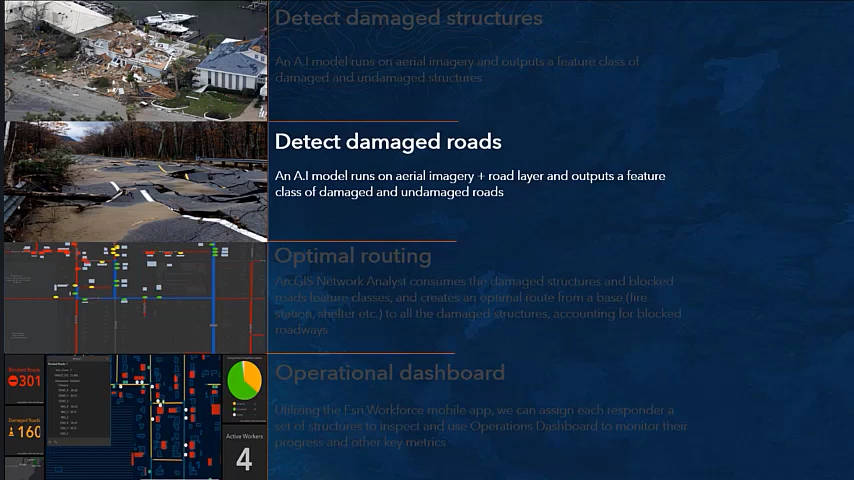 Detect damaged structures
An A.I model runs on aerial imagery and outputs a feature class of
damaged and undamaged structures
Detect damaged roads
An A.I model runs on aerial imagery + road layer and outputs a feature
class of damaged and undamaged roads
Optimal routing
ArcGIS Network Analyst consumes the damaged structures and blocked
roads feature classes, and creates an optimal route from a base (fire
station, shelter etc.) to all the damaged structures, accounting for blocked
roadways
Operational dashboard
Utilizing the Esri Workforce mobile app, we can assign each responder a
set of structures to inspect and use Operations Dashboard to monitor their
progress and other key metrics
Blocked Roads
301
Damaged Roads
160
Active Workers
4